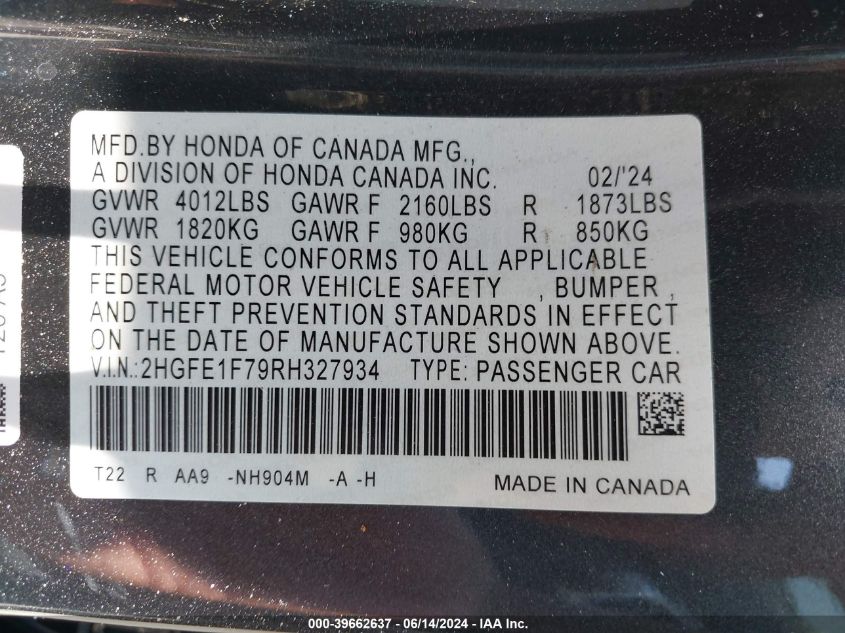 MFD.BY HONDA OF CANADA MFG.,
A DIVISION OF HONDA CANADA INC. 02/'24
GVWR 4012LBS GAWR F 2160LBS R 1873LBS
GVWR 1820KG GAWR F 980KG R 850KG
THIS VEHICLE CONFORMS TO ALL APPLICABLE
FEDERAL MOTOR VEHICLE SAFETY , BUMPER ,
AND THEFT PREVENTION STANDARDS IN EFFECT
ON THE DATE OF MANUFACTURE SHOWN ABOVE.
V.I.N.:2HGFE1F79RH327934 TYPE: PASSENGER CAR
T22 R AA9 -NH904M -A -H MADE IN CANADA
000-39662637 - 06/14/2024 - IAA Inc.